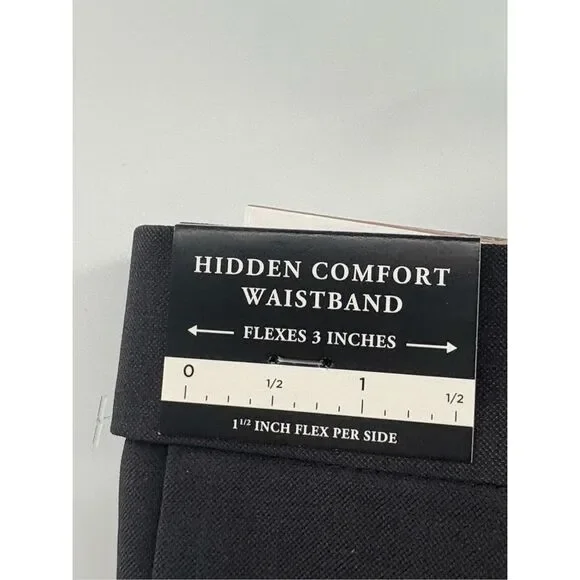 HIDDEN COMFORT
WAISTBAND
← FLEXES 3 INCHES →
0 1/2 1 1/2
1 1/2 INCH FLEX PER SIDE